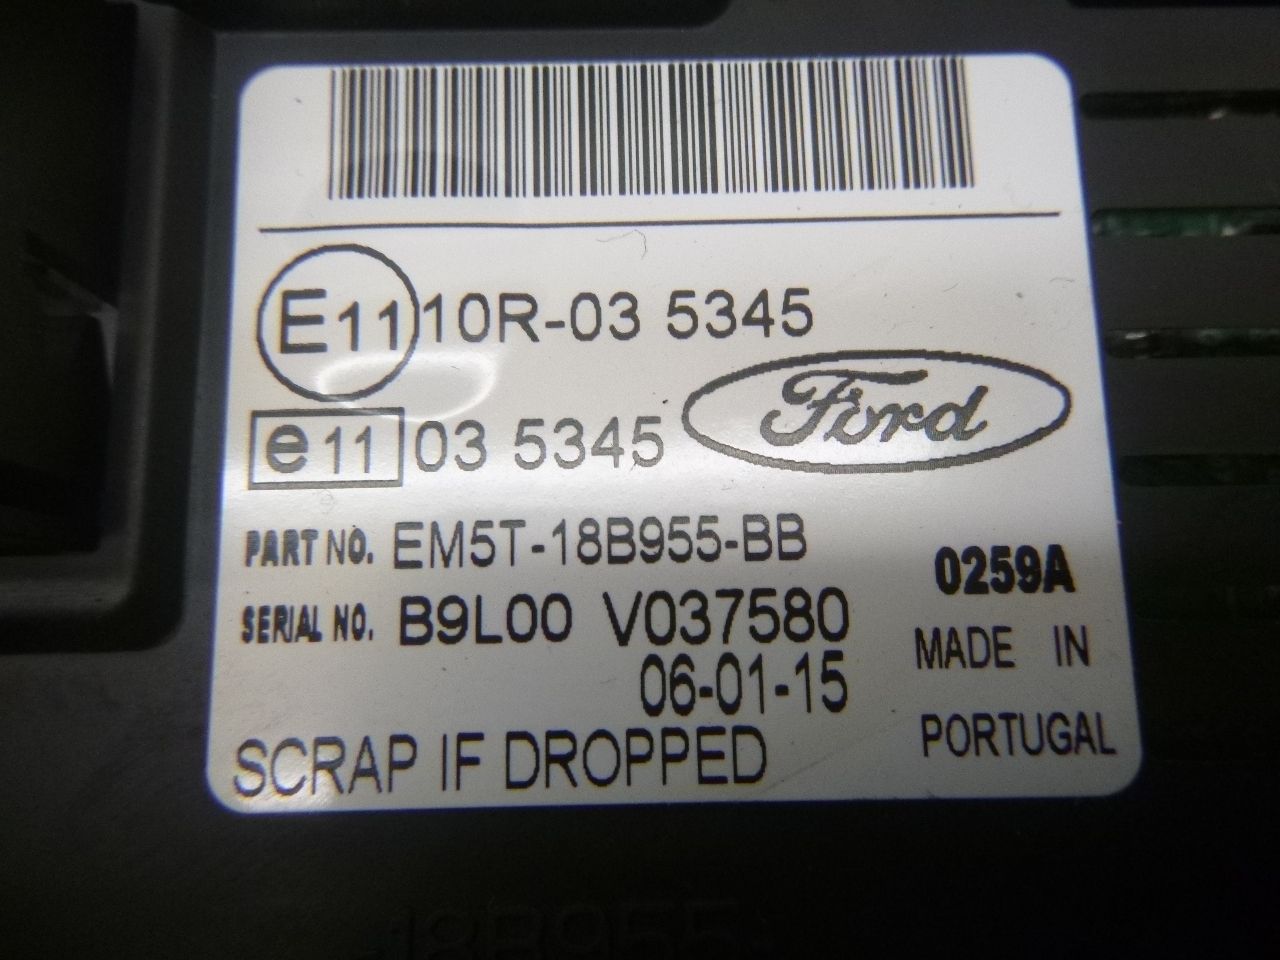 E11 10R-03 5345
Ford
e11 03 5345
PART NO. EM5T-18B955-BB
0259A
SERIAL NO. B9L00 V037580
MADE IN
06-01-15
PORTUGAL
SCRAP IF DROPPED
18B955